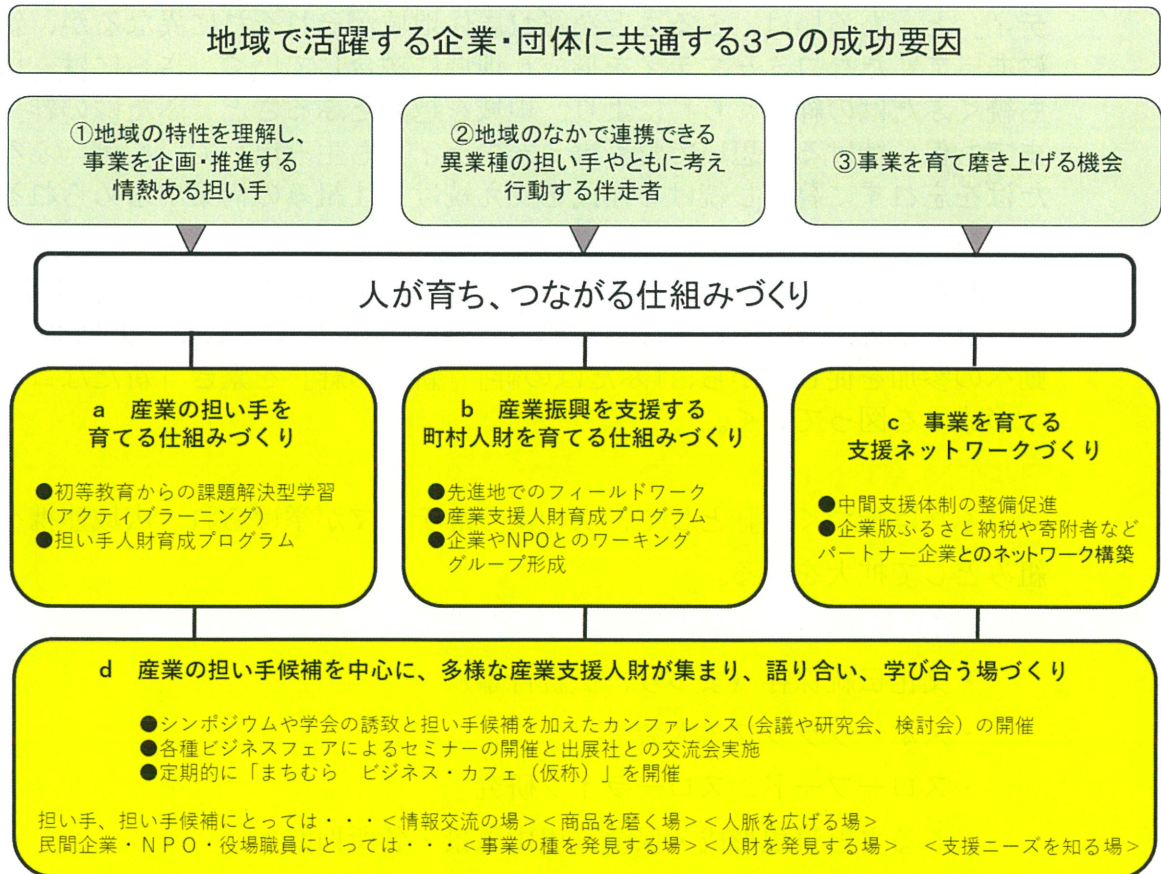 地域で活躍する企業・団体に共通する3つの成功要因
①地域の特性を理解し、
事業を企画・推進する
情熱ある担い手
②地域のなかで連携できる
異業種の担い手やともに考え
行動する伴走者
③事業を育て磨き上げる機会
人が育ち、つながる仕組みづくり
a 産業の担い手を
育てる仕組みづくり
●初等教育からの課題解決型学習
(アクティブラーニング)
●担い手人財育成プログラム
b 産業振興を支援する
町村人財を育てる仕組みづくり
●先進地でのフィールドワーク
●産業支援人財育成プログラム
●企業やNPOとのワーキング
グループ形成
c 事業を育てる
支援ネットワークづくり
●中間支援体制の整備促進
●企業版ふるさと納税や寄附者など
パートナー企業とのネットワーク構築
d 産業の担い手候補を中心に、多様な産業支援人財が集まり、語り合い、学び合う場づくり
●シンポジウムや学会の誘致と担い手候補を加えたカンファレンス(会議や研究会、検討会)の開催
●各種ビジネスフェアによるセミナーの開催と出展社との交流会実施
●定期的に「まちむら ビジネス・カフェ(仮称)」を開催
担い手、担い手候補にとっては・・・<情報交流の場><商品を磨く場><人脈を広げる場>
民間企業・NPO・役場職員にとっては・・・<事業の種を発見する場><人財を発見する場> <支援ニーズを知る場>